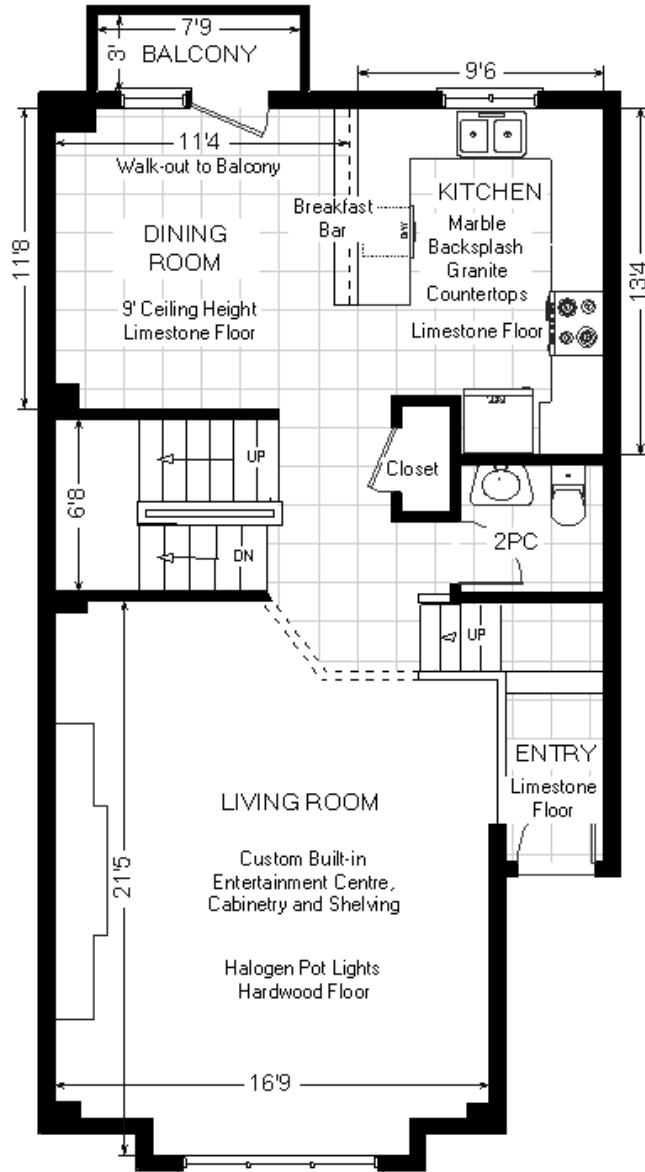 7'9
3'
BALCONY
9'6
11'4
Walk-out to Balcony
11'8
DINING
ROOM
9' Ceiling Height
Limestone Floor
Breakfast
Bar
KITCHEN
Marble
Backsplash
Granite
Countertops
Limestone Floor
13'4
UP
6'8
DN
Closet
2PC
UP
ENTRY
Limestone
Floor
LIVING ROOM
21'5
Custom Built-in
Entertainment Centre,
Cabinetry and Shelving
Halogen Pot Lights
Hardwood Floor
16'9